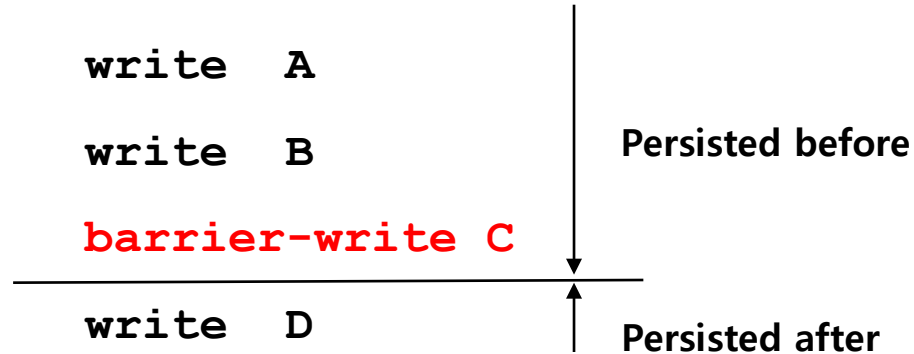 write A
write B
Persisted before
barrier-write C
write D
Persisted after